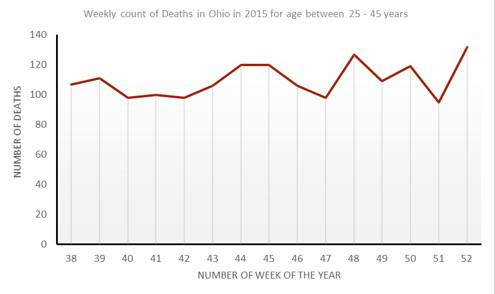 Weekly count of Deaths in Ohio in 2015 for age between 25 - 45 years
140
120
100
80
60
40
20
0
NUMBER OF DEATHS
38 39 40 41 42 43 44 45 46 47 48 49 50 51 52
NUMBER OF WEEK OF THE YEAR